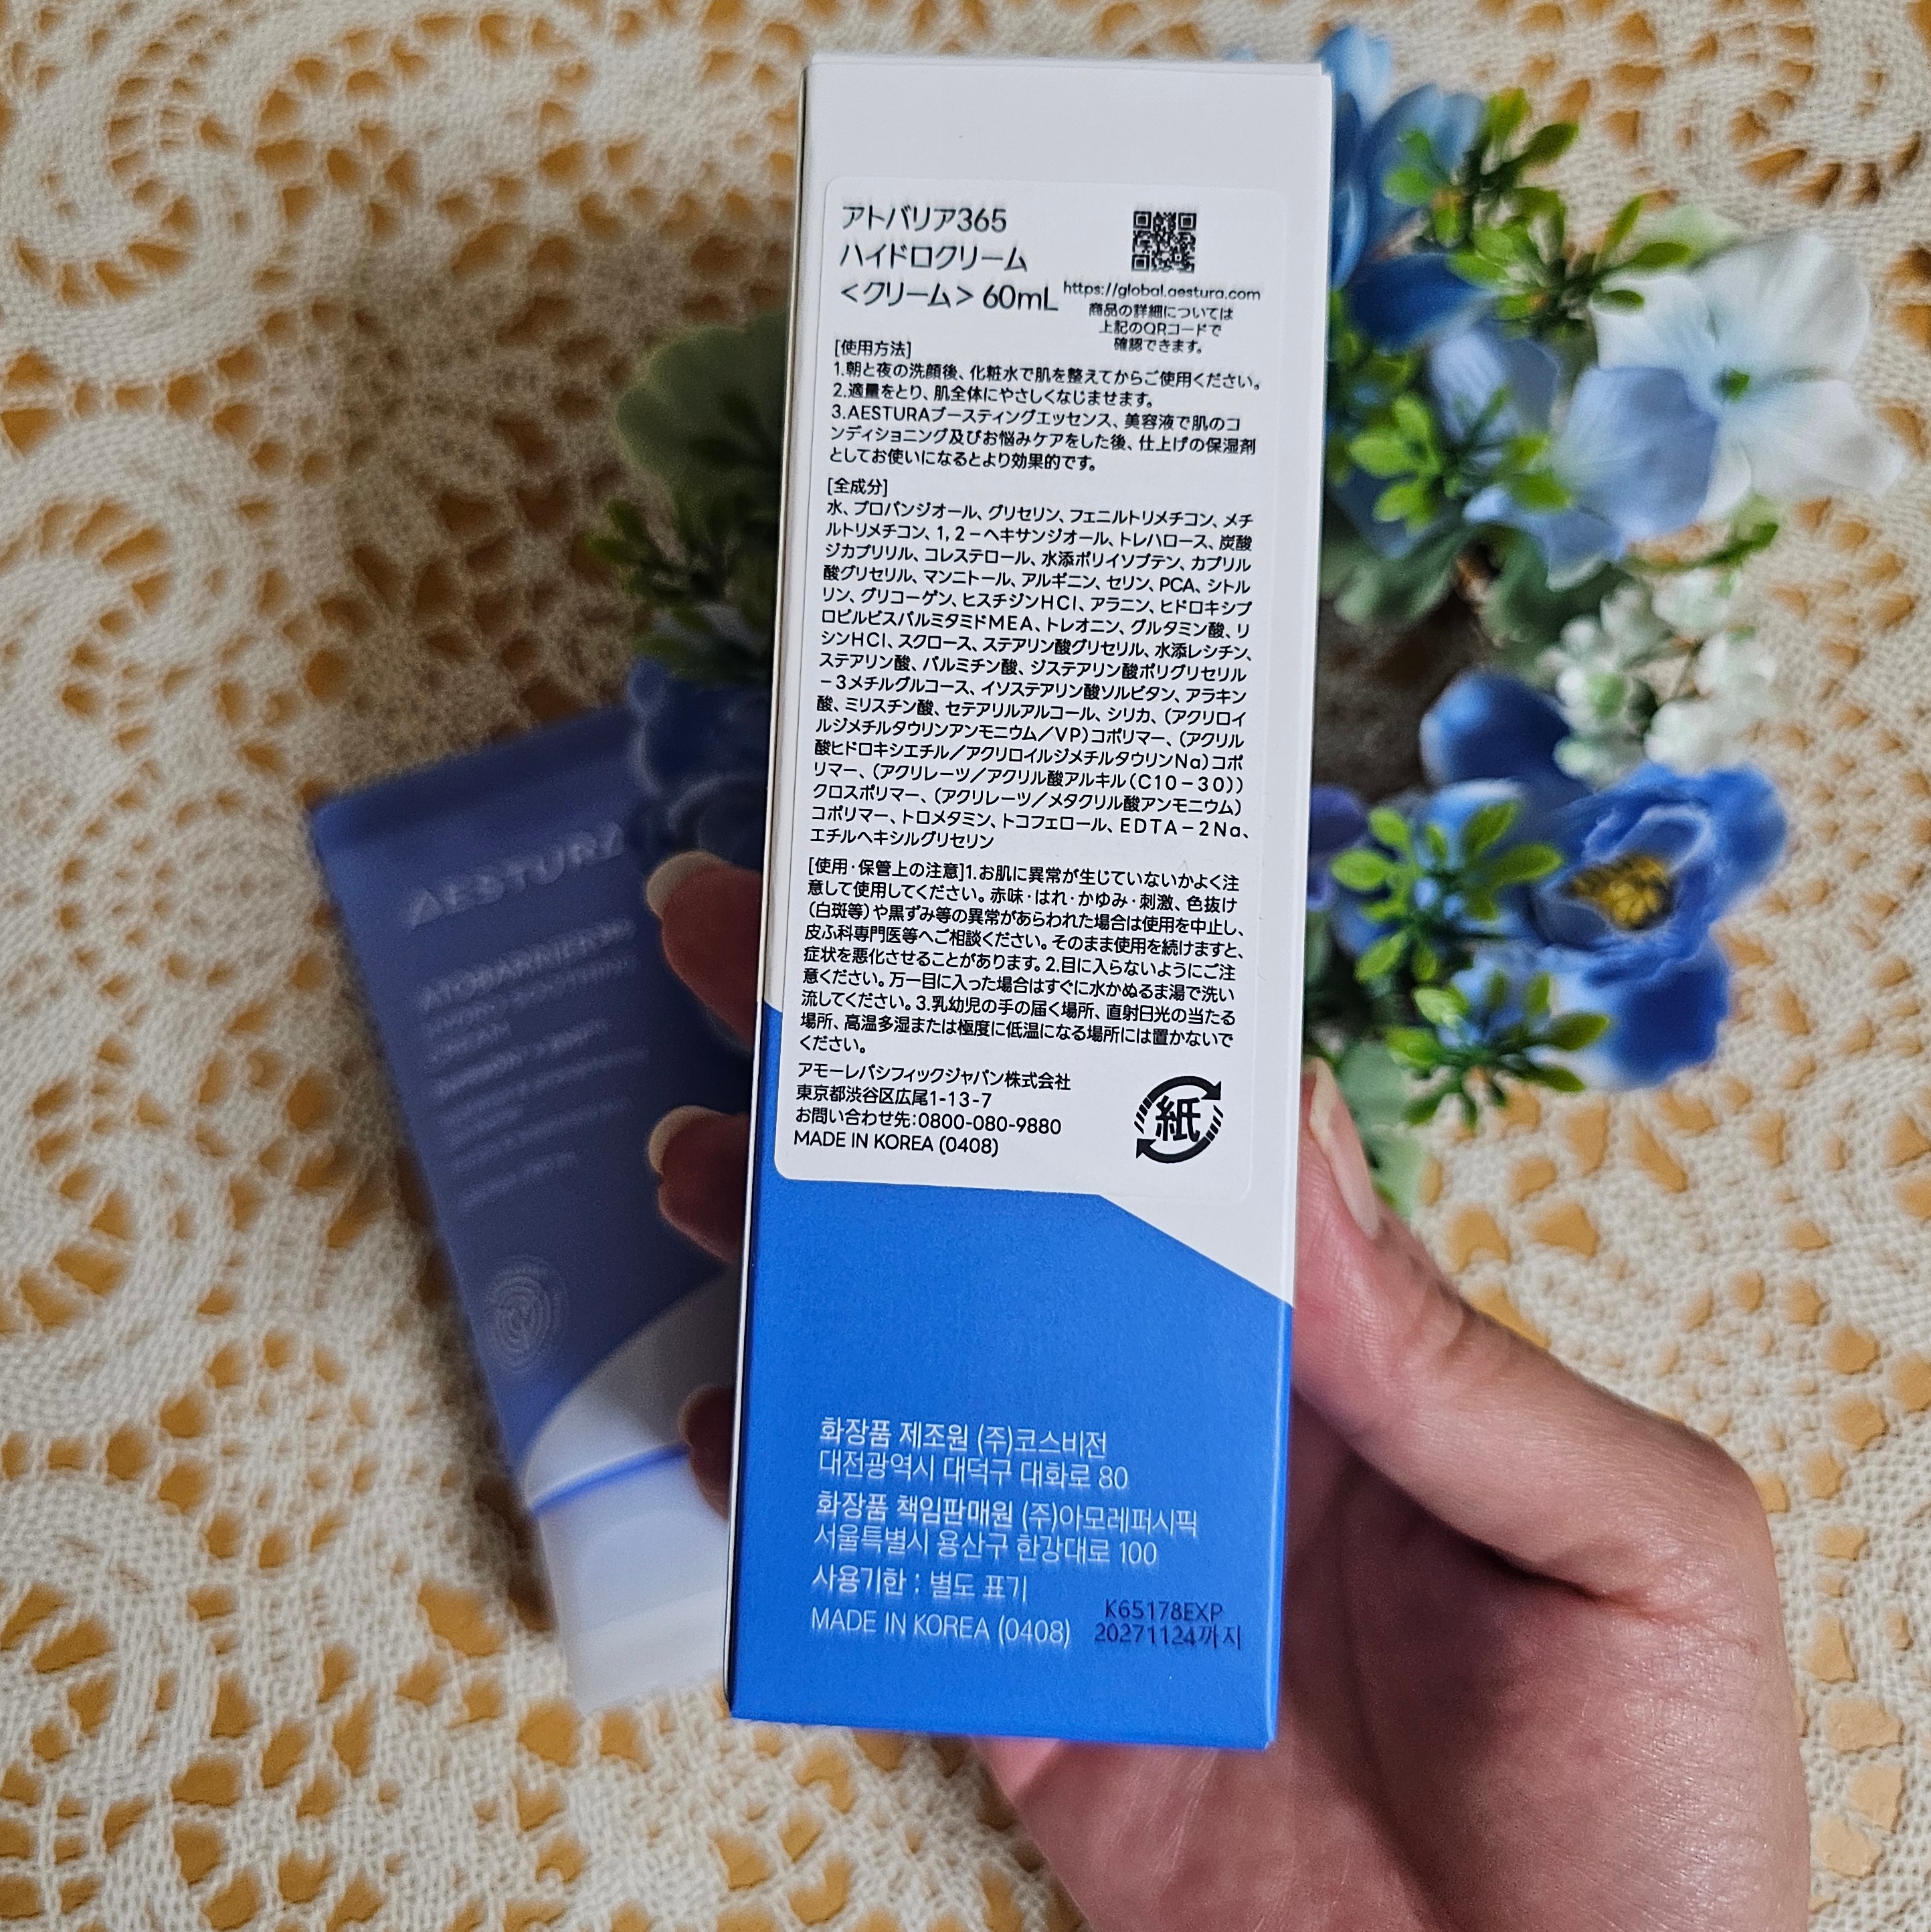 アトバリア365
ハイドロクリーム
<クリーム> 60mL
https://global.aestura.com
商品の詳細については
上記のQRコードで
確認できます。
[使用方法]
1.朝と夜の洗顔後、化粧水で肌を整えてからご使用ください。
2.適量をとり、肌全体にやさしくなじませます。
3.AESTURAブースティングエッセンス、美容液で肌のコ
ンディショニング及びお悩みケアをした後、仕上げの保湿剤
としてお使いになるとより効果的です。
[全成分]
水、プロパンジオール、グリセリン、フェニルトリメチコン、メチ
ルトリメチコン、1,2－ヘキサンジオール、トレハロース、炭酸
ジカプリリル、コレステロール、水添ポリイソブテン、カプリル
酸グリセリル、マンニトール、アルギニン、セリン、PCA、シトル
リン、グリコーゲン、ヒスチジンHCl、アラニン、ヒドロキシプ
ロピルビスパルミタミドMEA、トレオニン、グルタミン酸、リ
シンHCl、スクロース、ステアリン酸グリセリル、水添レシチン、
ステアリン酸、パルミチン酸、ジステアリン酸ポリグリセリル
－3メチルグルコース、イソステアリン酸ソルビタン、アラキン
酸、ミリスチン酸、セテアリルアルコール、シリカ、(アクリロイ
ルジメチルタウリンアンモニウム／VP)コポリマー、(アクリル
酸ヒドロキシエチル／アクリロイルジメチルタウリンNa)コポ
リマー、(アクリレーツ／アクリル酸アルキル(C10－30))
クロスポリマー、(アクリレーツ／メタクリル酸アンモニウム)
コポリマー、トロメタミン、トコフェロール、EDTA－2Na、
エチルヘキシルグリセリン
[使用・保管上の注意]1.お肌に異常が生じていないかよく注
意して使用してください。赤味・はれ・かゆみ・刺激、色抜け
(白斑等)や黒ずみ等の異常があらわれた場合は使用を中止し、
皮ふ科専門医等へご相談ください。そのまま使用を続けますと、
症状を悪化させることがあります。2.目に入らないようにご注
意ください。万一目に入った場合はすぐに水かぬるま湯で洗い
流してください。3.乳幼児の手の届く場所、直射日光の当たる
場所、高温多湿または極度に低温になる場所には置かないで
ください。
アモーレパシフィックジャパン株式会社
東京都渋谷区広尾1-13-7
お問い合わせ先:0800-080-9880
MADE IN KOREA (0408)
紙
화장품 제조원 (주)코스비전
대전광역시 대덕구 대화로 80
화장품 책임판매원 (주)아모레퍼시픽
서울특별시 용산구 한강대로 100
사용기한 : 별도 표기
MADE IN KOREA (0408)
K65178EXP
20271124까지
AESTURA